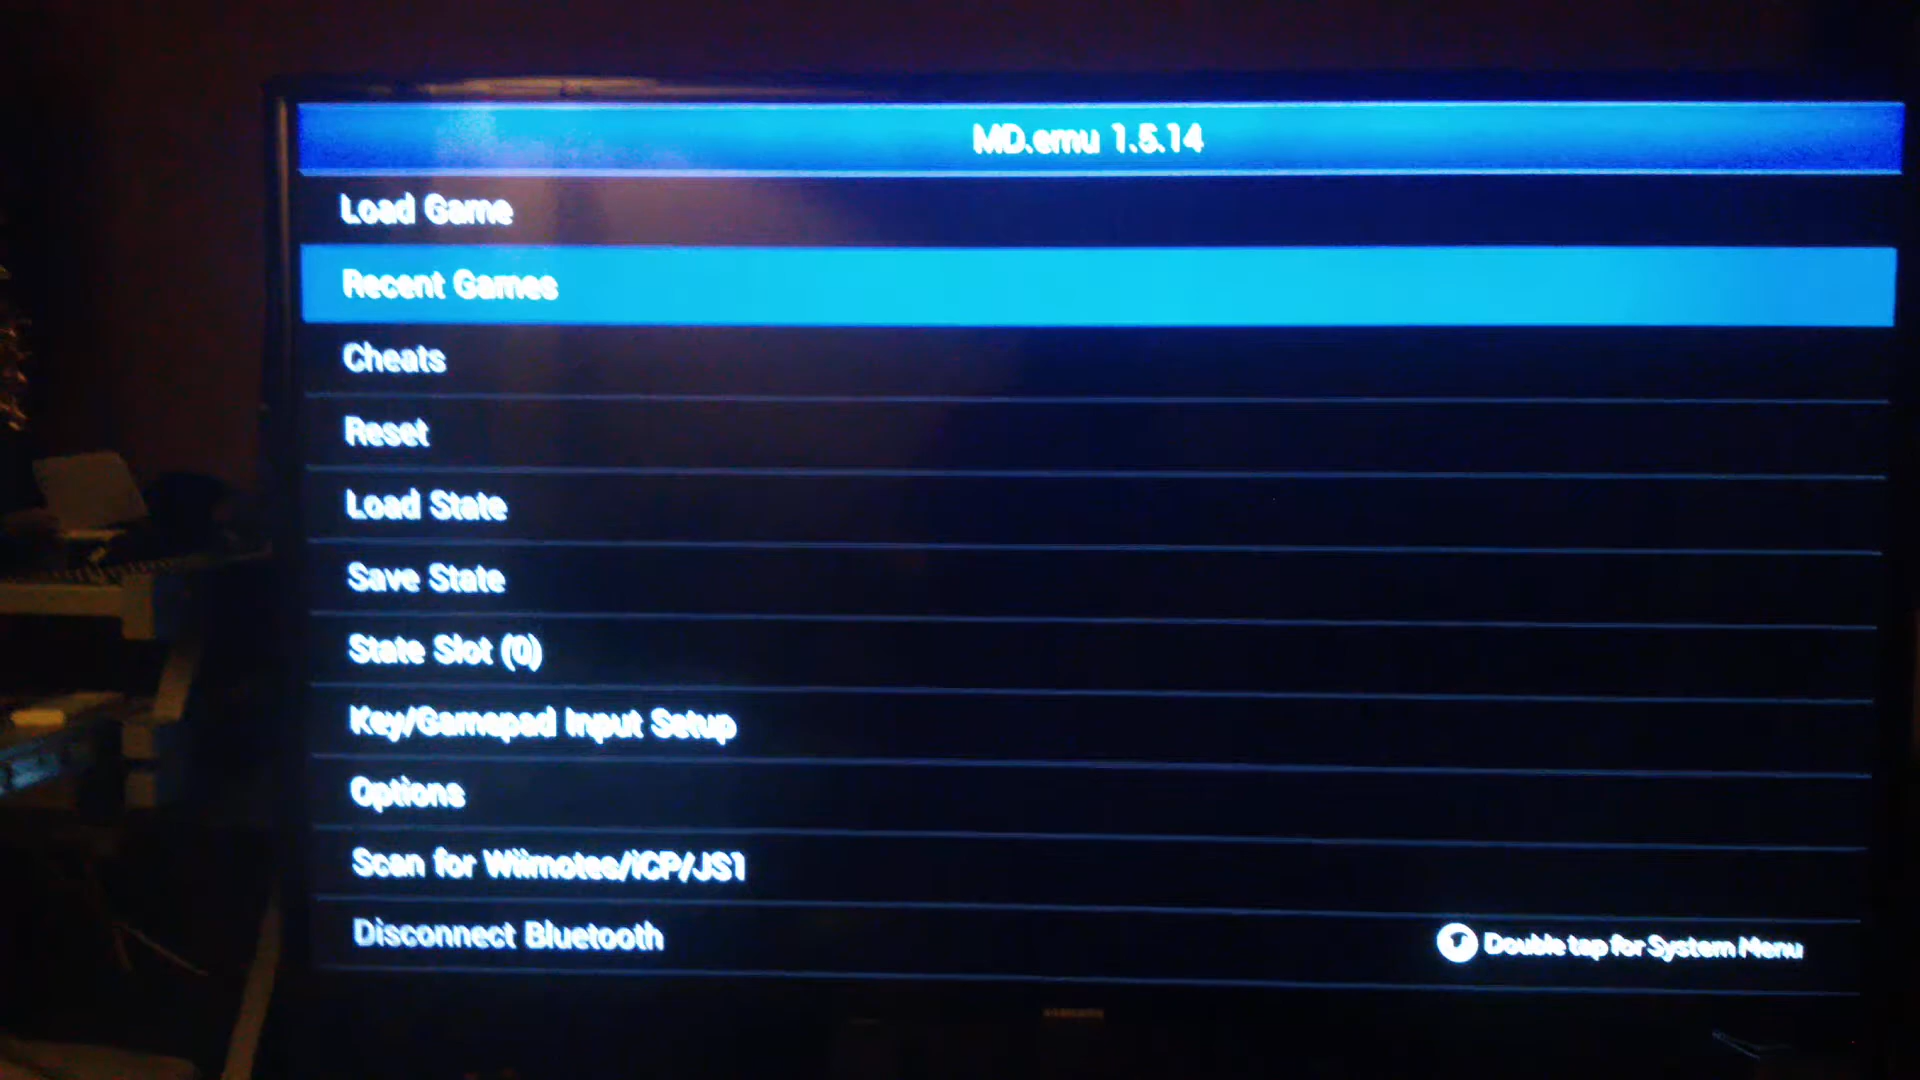 MD.emu 1.5.14
Load Game
Recent Games
Cheats
Reset
Load State
Save State
State Slot (0)
Key/Gamepad Input Setup
Options
Scan for Wiimotes/iCP/JS1
Disconnect Bluetooth
Double tap for System Menu
SAMSUNG